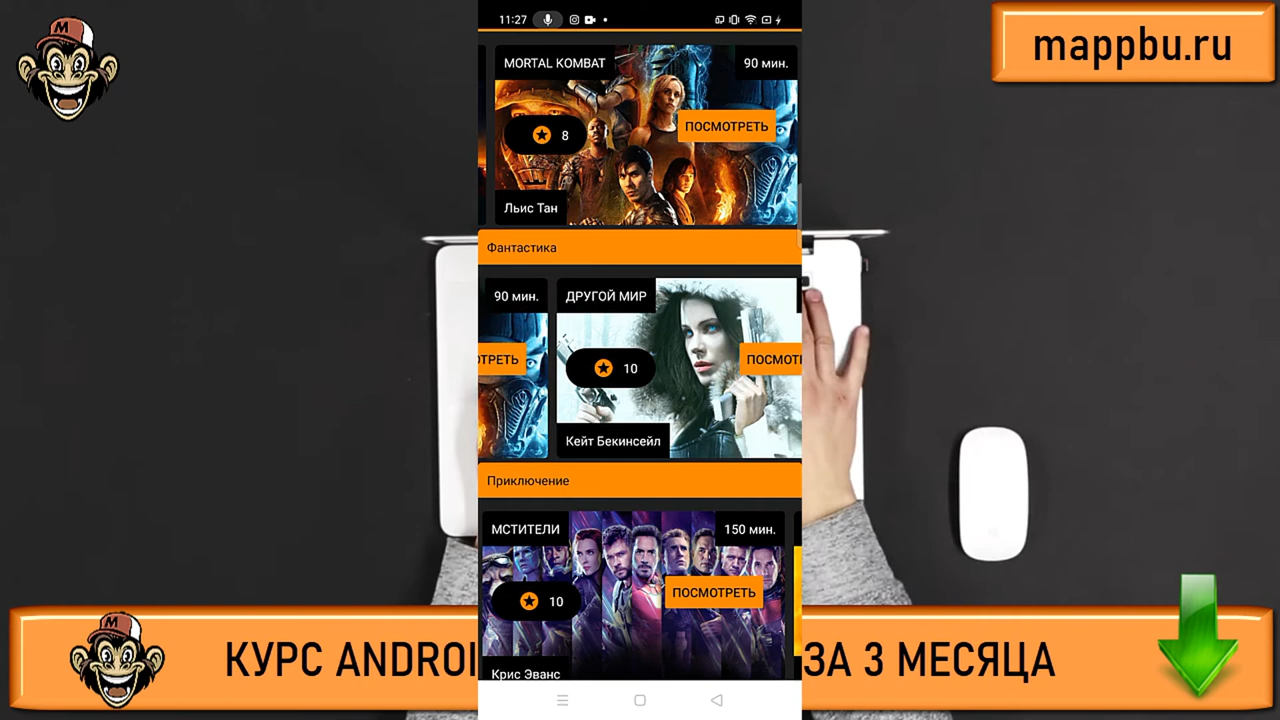 mappbu.ru
M
11:27
MORTAL KOMBAT
90 мин.
8
ПОСМОТРЕТЬ
Льис Тан
Фантастика
90 мин.
ДРУГОЙ МИР
ОТРЕТЬ
10
ПОСМОТР
Кейт Бекинсейл
Приключение
МСТИТЕЛИ
150 мин.
10
ПОСМОТРЕТЬ
Крис Эванс
M
КУРС ANDROI ЗА 3 МЕСЯЦА